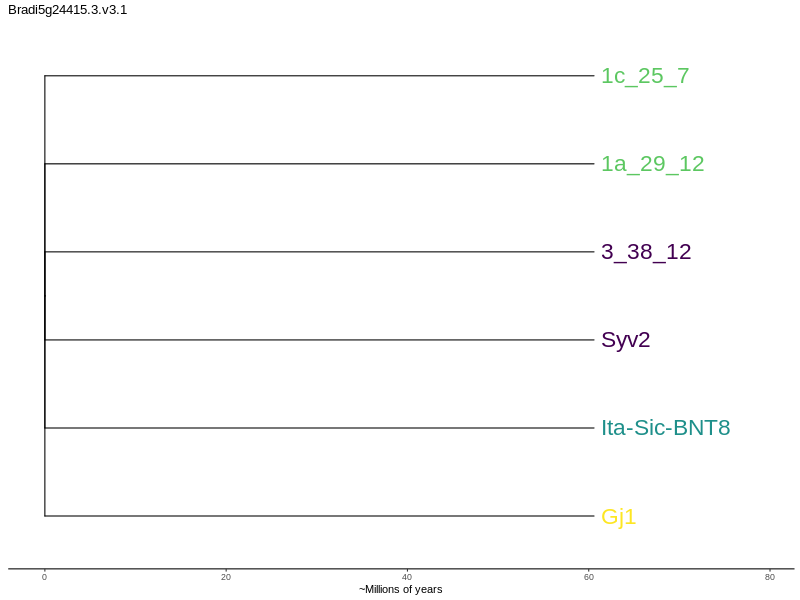 Bradi5g24415.3.v3.1
1c_25_7
1a_29_12
3_38_12
Syv2
Ita-Sic-BNT8
Gj1
0 20 40 60 80
~Millions of years